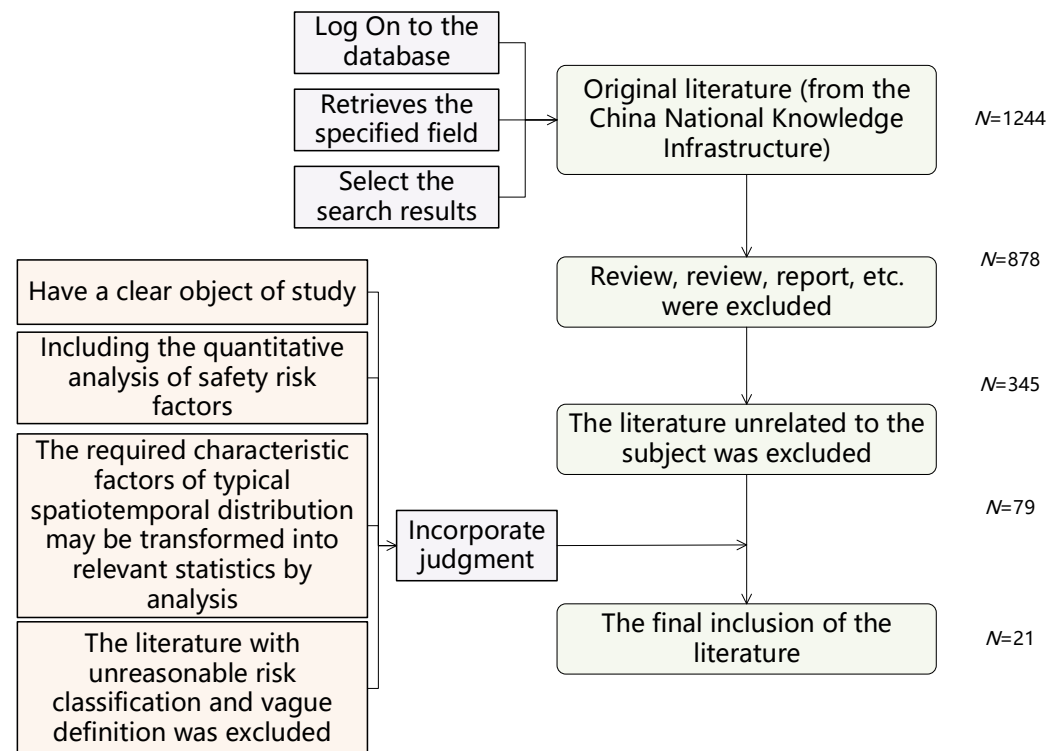 Log On to the
database
Retrieves the
specified field
Select the
search results
Original literature (from the
China National Knowledge
Infrastructure)
N=1244
Review, review, report, etc.
were excluded
N=878
Have a clear object of study
Including the quantitative
analysis of safety risk
factors
The required characteristic
factors of typical
spatiotemporal distribution
may be transformed into
relevant statistics by
analysis
The literature with
unreasonable risk
classification and vague
definition was excluded
Incorporate
judgment
N=345
The literature unrelated to the
subject was excluded
N=79
The final inclusion of the
literature
N=21